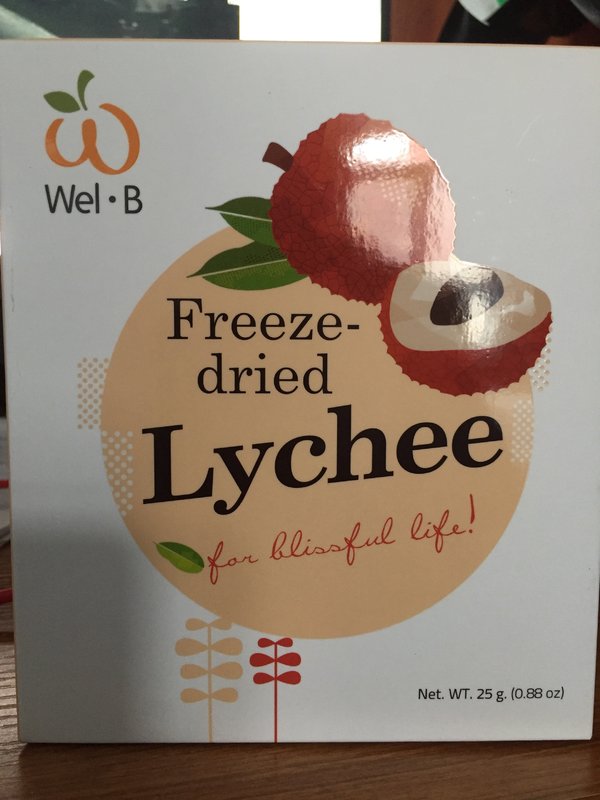 Wel • B
Freeze-
dried
Lychee
for blissful life!
Net. WT. 25 g. (0.88 oz)